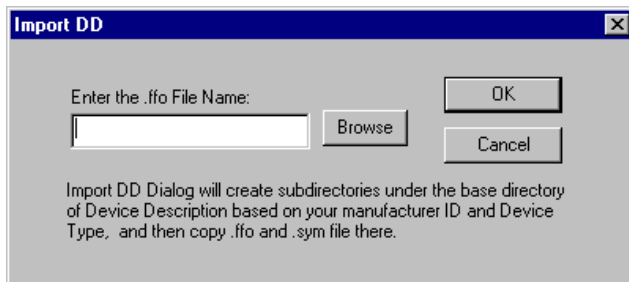 Import DD
Enter the .ffo File Name:
OK
Browse
Cancel
Import DD Dialog will create subdirectories under the base directory
of Device Description based on your manufacturer ID and Device
Type, and then copy .ffo and .sym file there.